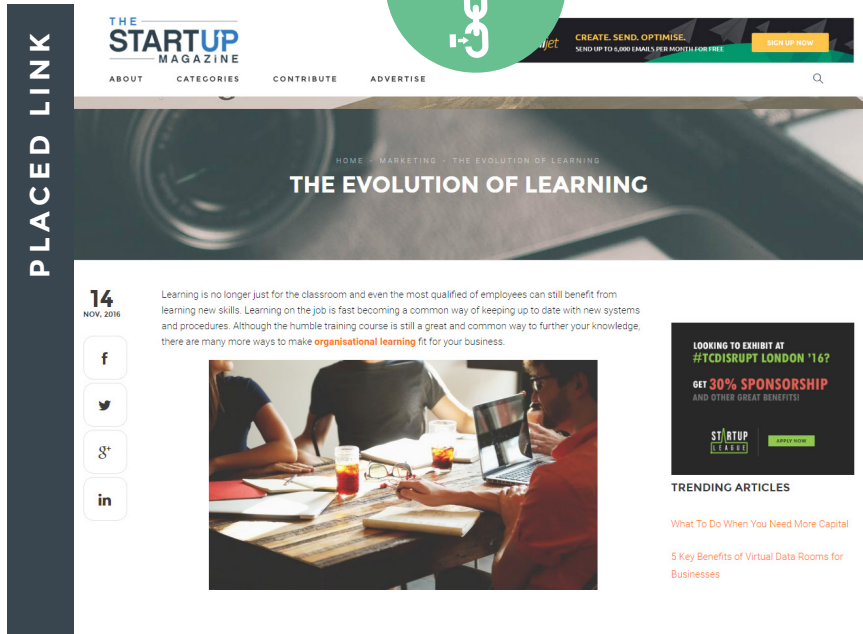 PLACED LINK
THE
STARTUP
MAGAZINE
jet
CREATE. SEND. OPTIMISE.
SEND UP TO 6,000 EMAILS PER MONTH FOR FREE
SIGN UP NOW
ABOUT CATEGORIES CONTRIBUTE ADVERTISE
HOME - MARKETING - THE EVOLUTION OF LEARNING
THE EVOLUTION OF LEARNING
14
NOV, 2016
f
g+
in
Learning is no longer just for the classroom and even the most qualified of employees can still benefit from
learning new skills. Learning on the job is fast becoming a common way of keeping up to date with new systems
and procedures. Although the humble training course is still a great and common way to further your knowledge,
there are many more ways to make organisational learning fit for your business.
LOOKING TO EXHIBIT AT
#TCDISRUPT LONDON '16?
GET 30% SPONSORSHIP
AND OTHER GREAT BENEFITS!
STARTUP
LEAGUE
APPLY NOW
TRENDING ARTICLES
What To Do When You Need More Capital
5 Key Benefits of Virtual Data Rooms for
Businesses